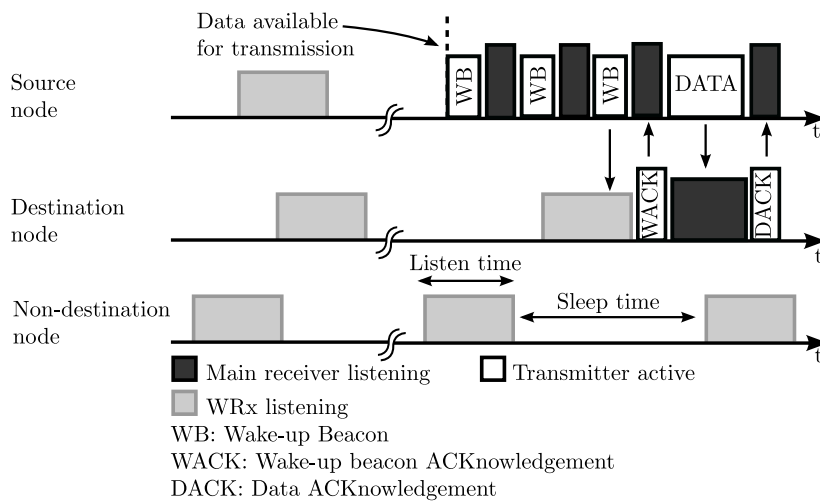 Data available
for transmission
Source
node
WB
WB
WB
DATA
t
Destination
node
WACK
DACK
t
Listen time
Non-destination
node
Sleep time
t
Main receiver listening
Transmitter active
WRx listening
WB: Wake-up Beacon
WACK: Wake-up beacon ACKnowledgement
DACK: Data ACKnowledgement